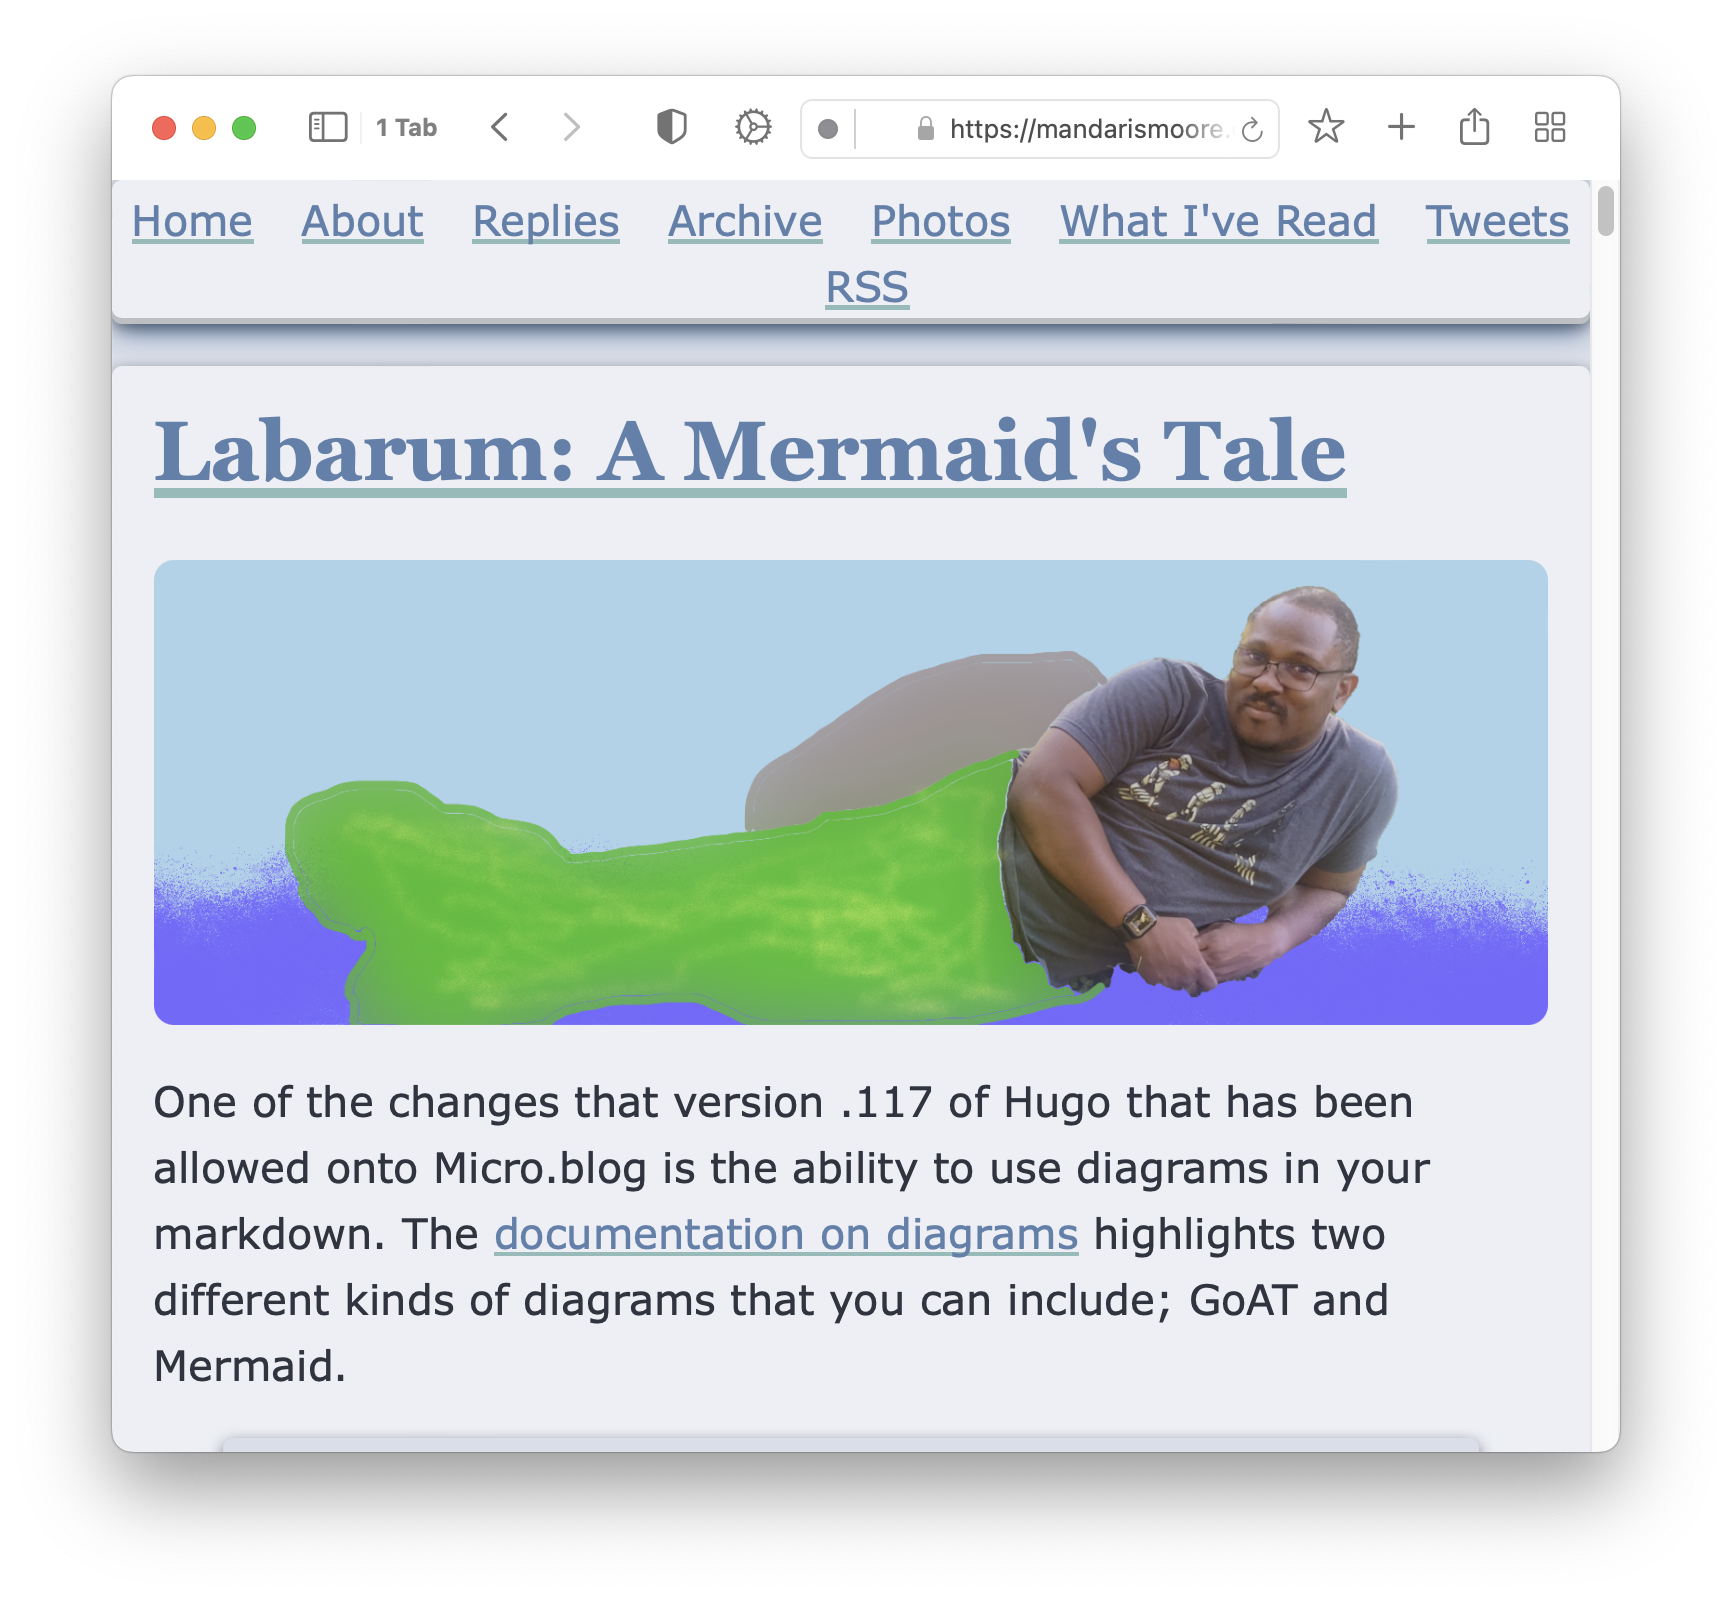 1 Tab
https://mandarismoore.
Home About Replies Archive Photos What I've Read Tweets
RSS
Labarum: A Mermaid's Tale
One of the changes that version .117 of Hugo that has been
allowed onto Micro.blog is the ability to use diagrams in your
markdown. The documentation on diagrams highlights two
different kinds of diagrams that you can include; GoAT and
Mermaid.